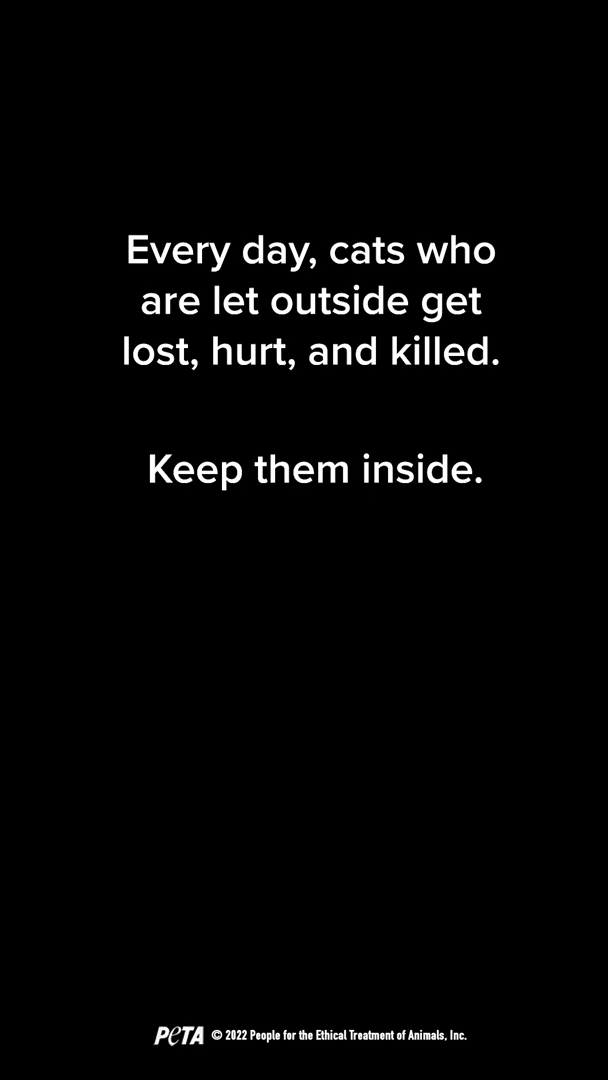 Every day, cats who
are let outside get
lost, hurt, and killed.
Keep them inside.
PETA © 2022 People for the Ethical Treatment of Animals, Inc.